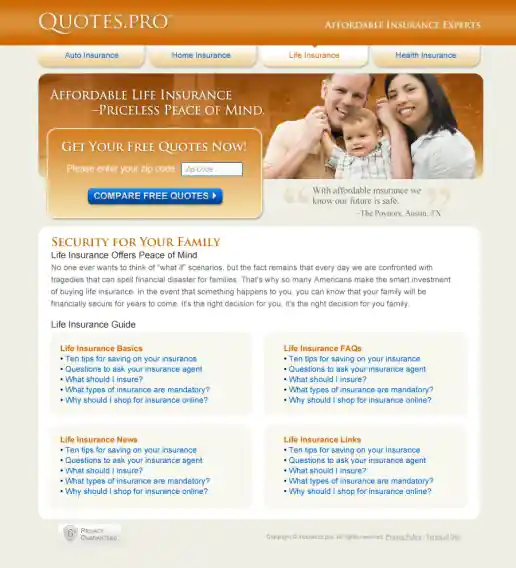 QUOTES.PRO
AFFORDABLE INSURANCE EXPERTS
Auto Insurance
Home Insurance
Life Insurance
Health Insurance
AFFORDABLE LIFE INSURANCE
–PRICELESS PEACE OF MIND.
GET YOUR FREE QUOTES NOW!
Please enter your zip code
Zip Code
COMPARE FREE QUOTES
“ With affordable insurance we ”
know our future is safe.
–The Poynors, Austin, TX
SECURITY FOR YOUR FAMILY
Life Insurance Offers Peace of Mind
No one ever wants to think of "what if" scenarios, but the fact remains that every day we are confronted with
tragedies that can spell financial disaster for families. That's why so many Americans make the smart investment
of buying life insurance. In the event that something happens to you, you can know that your family will be
financially secure for years to come. It's the right decision for you, it's the right decision for you family.
Life Insurance Guide
Life Insurance Basics
• Ten tips for saving on your insurance
• Questions to ask your insurance agent
• What should I insure?
• What types of insurance are mandatory?
• Why should I shop for insurance online?
Life Insurance FAQs
• Ten tips for saving on your insurance
• Questions to ask your insurance agent
• What should I insure?
• What types of insurance are mandatory?
• Why should I shop for insurance online?
Life Insurance News
• Ten tips for saving on your insurance
• Questions to ask your insurance agent
• What should I insure?
• What types of insurance are mandatory?
• Why should I shop for insurance online?
Life Insurance Links
• Ten tips for saving on your insurance
• Questions to ask your insurance agent
• What should I insure?
• What types of insurance are mandatory?
• Why should I shop for insurance online?
PRIVACY
GUARANTEED
Copyright © insurance.pro. All rights reserved. Privacy Policy | Terms of Use